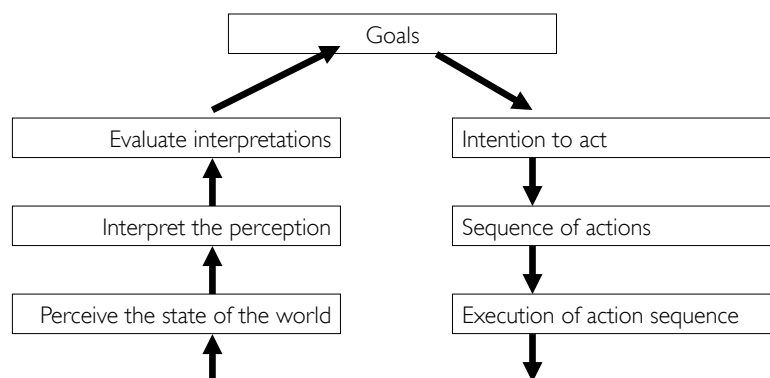 Goals
Evaluate interpretations
Intention to act
Interpret the perception
Sequence of actions
Perceive the state of the world
Execution of action sequence